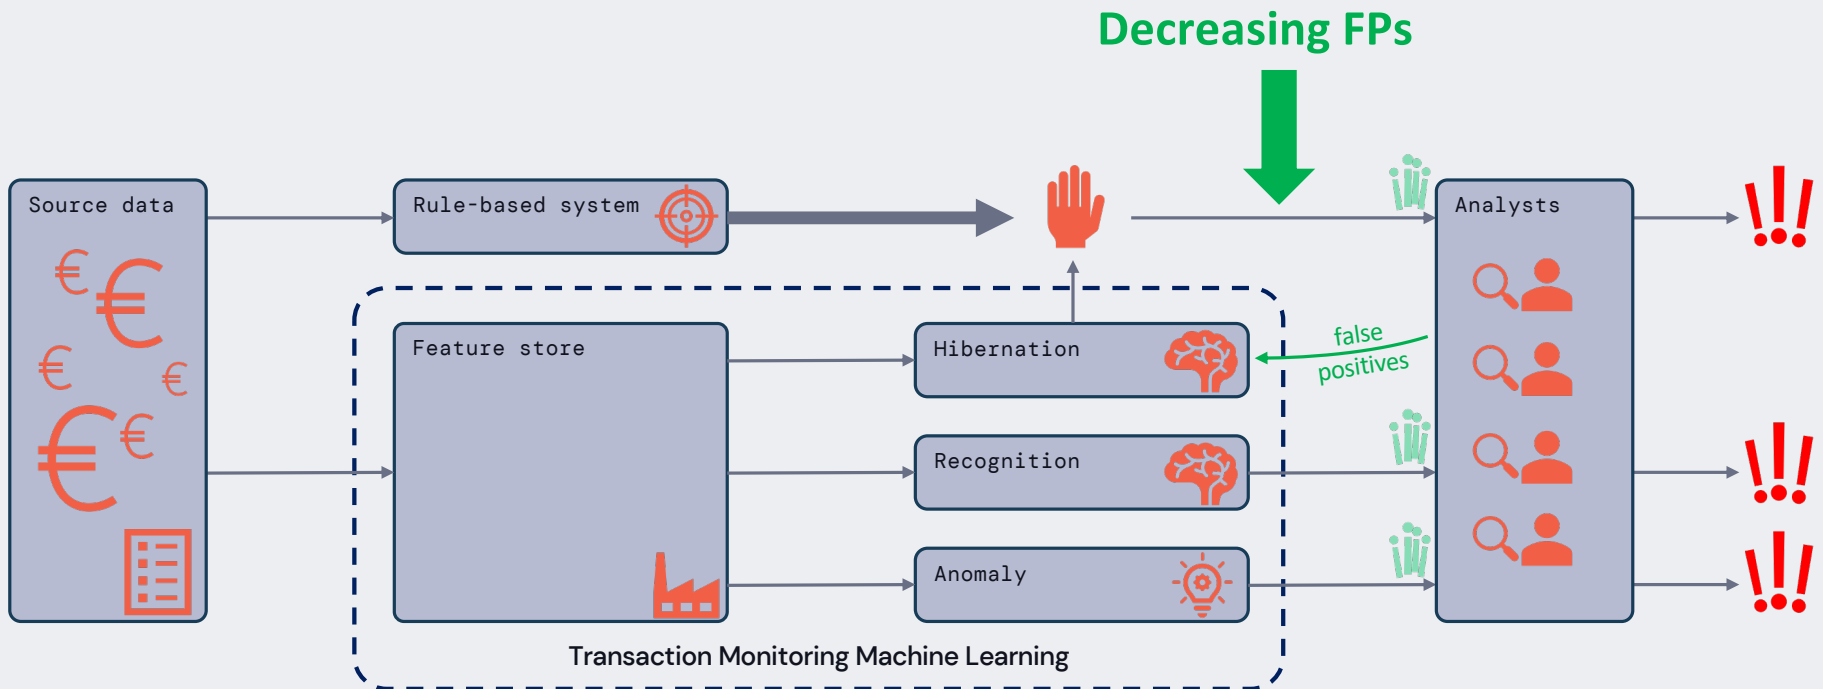 Decreasing FPs
Source data
Rule-based system
Analysts
Feature store
Hibernation
false
positives
Recognition
Anomaly
Transaction Monitoring Machine Learning